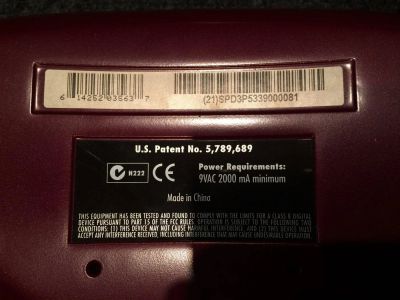 6 14252 03563 7
(21)SPD3P5339000081
U.S. Patent No. 5,789,689
N222 CE
Power Requirements:
9VAC 2000 mA minimum
Made in China
THIS EQUIPMENT HAS BEEN TESTED AND FOUND TO COMPLY WITH THE LIMITS FOR A CLASS B DIGITAL
DEVICE PURSUANT TO PART 15 OF THE FCC RULES. OPERATION IS SUBJECT TO THE FOLLOWING TWO
CONDITIONS: (1) THIS DEVICE MAY NOT CAUSE HARMFUL INTERFERENCE, AND (2) THIS DEVICE MUST
ACCEPT ANY INTERFERENCE RECEIVED, INCLUDING INTERFERENCE THAT MAY CAUSE UNDESIRED OPERATION.